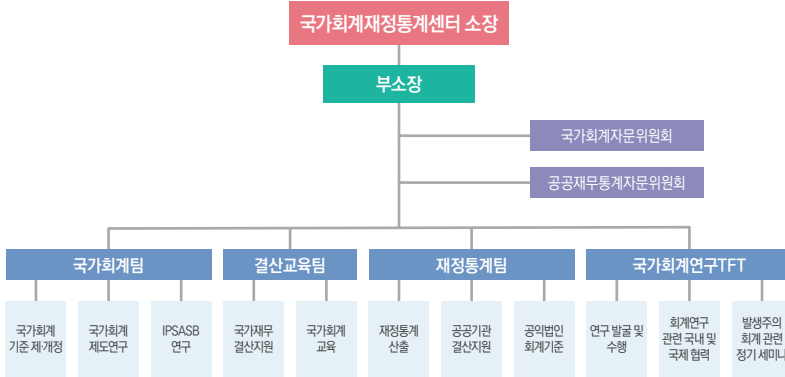 국가회계재정통계센터 소장
부소장
국가회계자문위원회
공공재무통계자문위원회
국가회계팀
결산교육팀
재정통계팀
국가회계연구TFT
국가회계
기준 제·개정
국가회계
제도연구
IPSASB
연구
국가재무
결산지원
국가회계
교육
재정통계
산출
공공기관
결산지원
공익법인
회계기준
연구 발굴 및
수행
회계연구
관련 국내 및
국제 협력
발생주의
회계 관련
정기 세미나